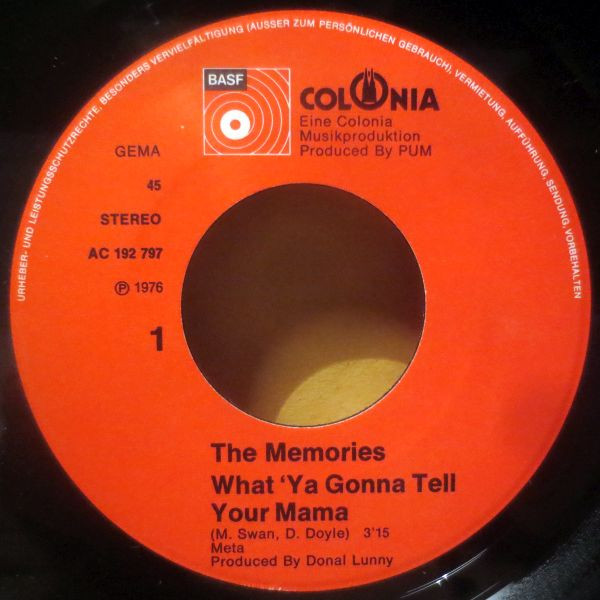 URHEBER- UND LEISTUNGSSCHUTZRECHTE, BESONDERS VERVIELFÄLTIGUNG (AUSSER ZUM PERSÖNLICHEN GEBRAUCH), VERMIETUNG, AUFFÜHRUNG, SENDUNG, VORBEHALTEN
BASF
COLONIA
Eine Colonia
Musikproduktion
Produced By PUM
GEMA
45
STEREO
AC 192 797
Ⓟ 1976
1
The Memories
What ‘Ya Gonna Tell
Your Mama
(M. Swan, D. Doyle) 3'15
Meta
Produced By Donal Lunny